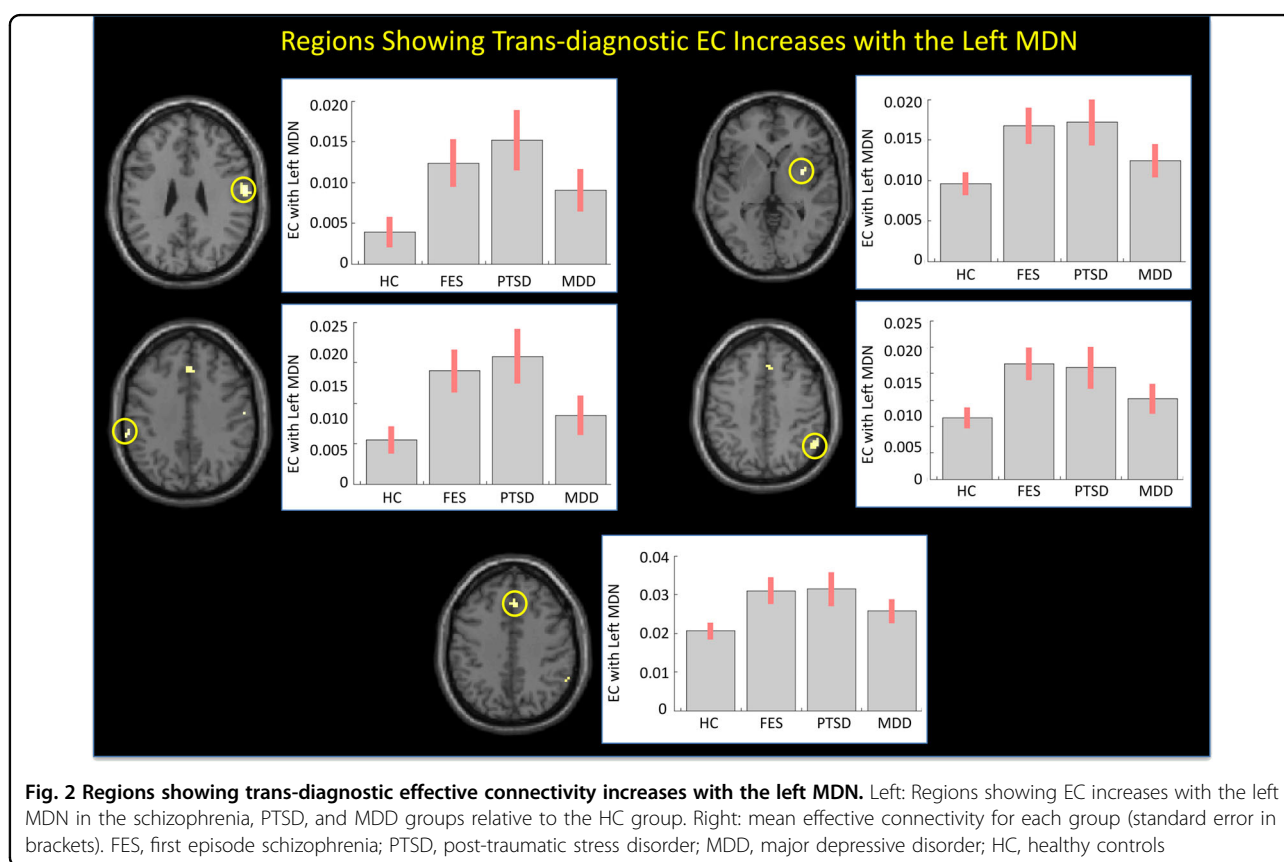 Regions Showing Trans-diagnostic EC Increases with the Left MDN
EC with Left MDN
0.020
0.015
0.010
0.005
0
HC FES PTSD MDD
EC with Left MDN
0.020
0.015
0.010
0.005
0
HC FES PTSD MDD
EC with Left MDN
0.025
0.020
0.010
0.005
0
HC FES PTSD MDD
EC with Left MDN
0.025
0.015
0.010
0.005
0
HC FES PTSD MDD
EC with Left MDN
0.04
0.03
0.02
0.01
0
HC FES PTSD MDD
Fig. 2 Regions showing trans-diagnostic effective connectivity increases with the left MDN. Left: Regions showing EC increases with the left
MDN in the schizophrenia, PTSD, and MDD groups relative to the HC group. Right: mean effective connectivity for each group (standard error in
brackets). FES, first episode schizophrenia; PTSD, post-traumatic stress disorder; MDD, major depressive disorder; HC, healthy controls